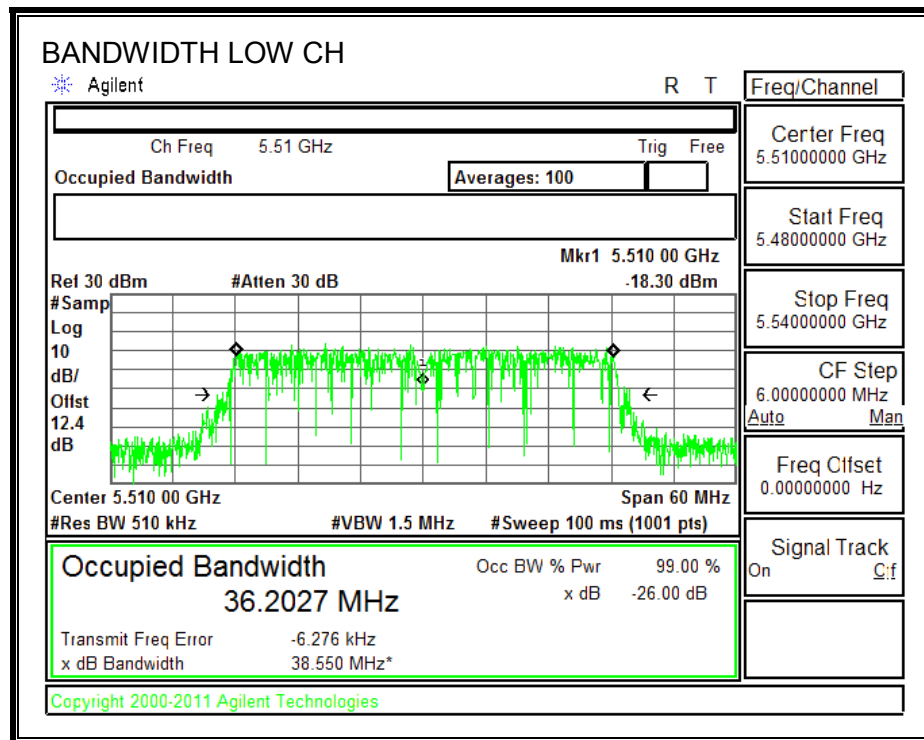 BANDWIDTH LOW CH
Agilent R T
Ch Freq 5.51 GHz Trig Free
Occupied Bandwidth Averages: 100
Mkr1 5.510 00 GHz
Ref 30 dBm #Atten 30 dB -18.30 dBm
#Samp
Log
10
dB/
Offst
12.4
dB
1
Center 5.510 00 GHz Span 60 MHz
#Res BW 510 kHz #VBW 1.5 MHz #Sweep 100 ms (1001 pts)
Occupied Bandwidth Occ BW % Pwr 99.00 %
36.2027 MHz x dB -26.00 dB
Transmit Freq Error -6.276 kHz
x dB Bandwidth 38.550 MHz*
Copyright 2000-2011 Agilent Technologies
Freq/Channel
Center Freq
5.51000000 GHz
Start Freq
5.48000000 GHz
Stop Freq
5.54000000 GHz
CF Step
6.00000000 MHz
Auto Man
Freq Offset
0.00000000 Hz
Signal Track
On Off